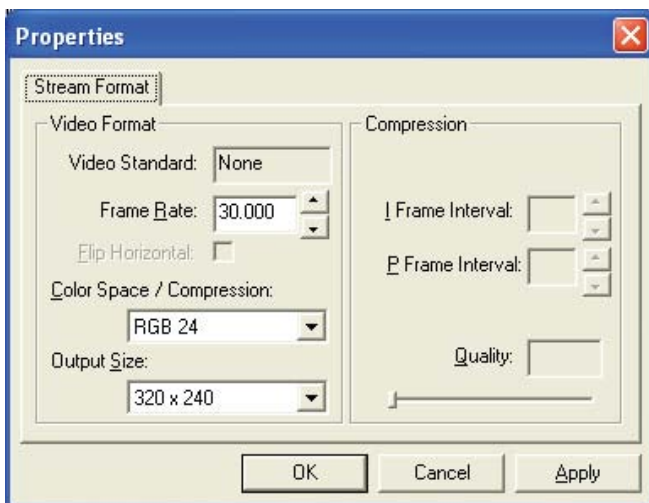 Properties
Stream Format
Video Format
Video Standard: None
Frame Rate: 30.000
Flip Horizontal:
Color Space / Compression:
RGB 24
Output Size:
320 x 240
Compression
I Frame Interval:
P Frame Interval:
Quality:
OK Cancel Apply